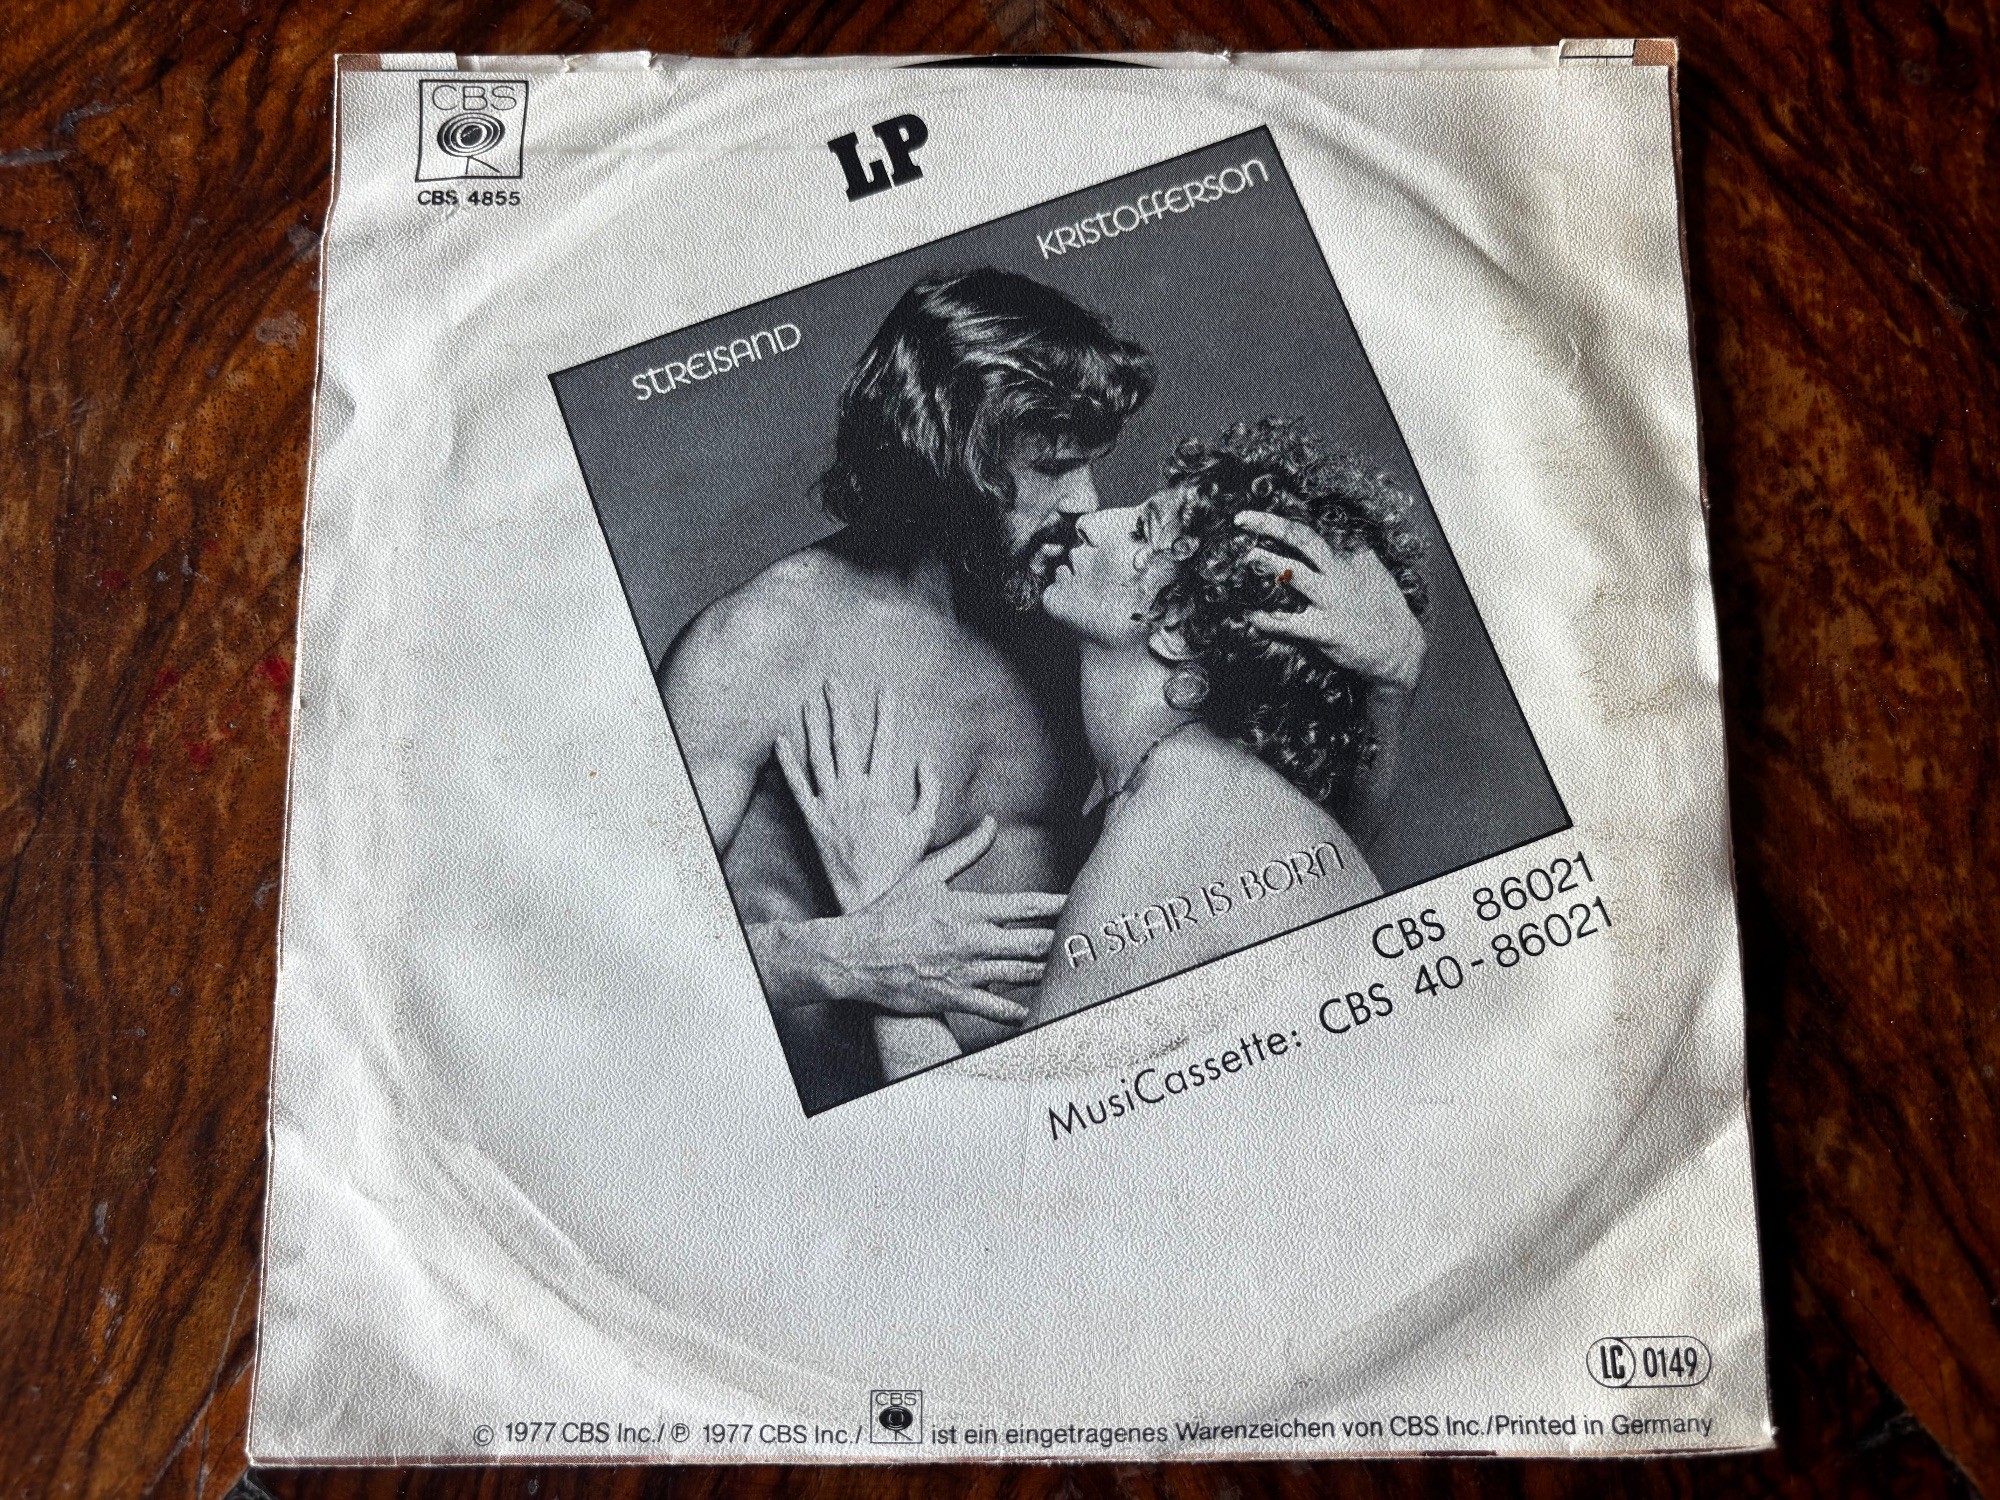 CBS
CBS 4855
LP
STREISAND
KRISTOFFERSON
A STAR IS BORN
CBS 86021
MusiCassette: CBS 40-86021
LC 0149
© 1977 CBS Inc./ ℗ 1977 CBS Inc./ CBS ist ein eingetragenes Warenzeichen von CBS Inc./Printed in Germany